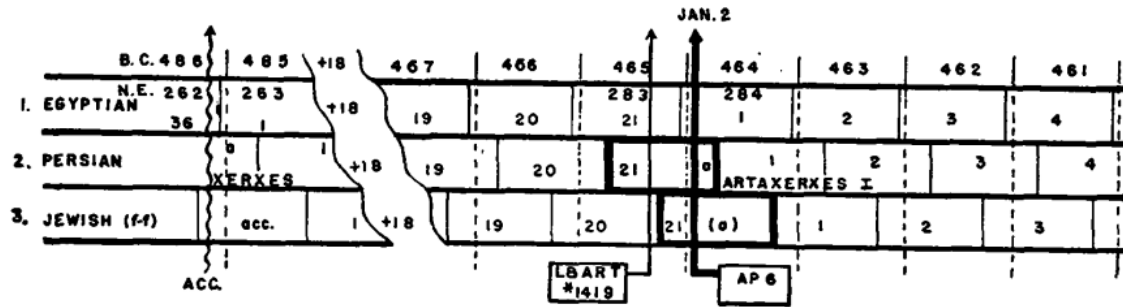 JAN. 2
B.C. 486 485 +18 467 466 465 464 463 462 461
N.E. 262 263 283 284
1. EGYPTIAN +18
36 1 19 20 21 1 2 3 4
2. PERSIAN a 1 +18 19 20 21 a 1 2 3 4
XERXES ARTAXERXES I
3. JEWISH (f-f) acc. 1 +18 19 20 21 (a) 1 2 3
ACC.
LBART
*1419
AP 6